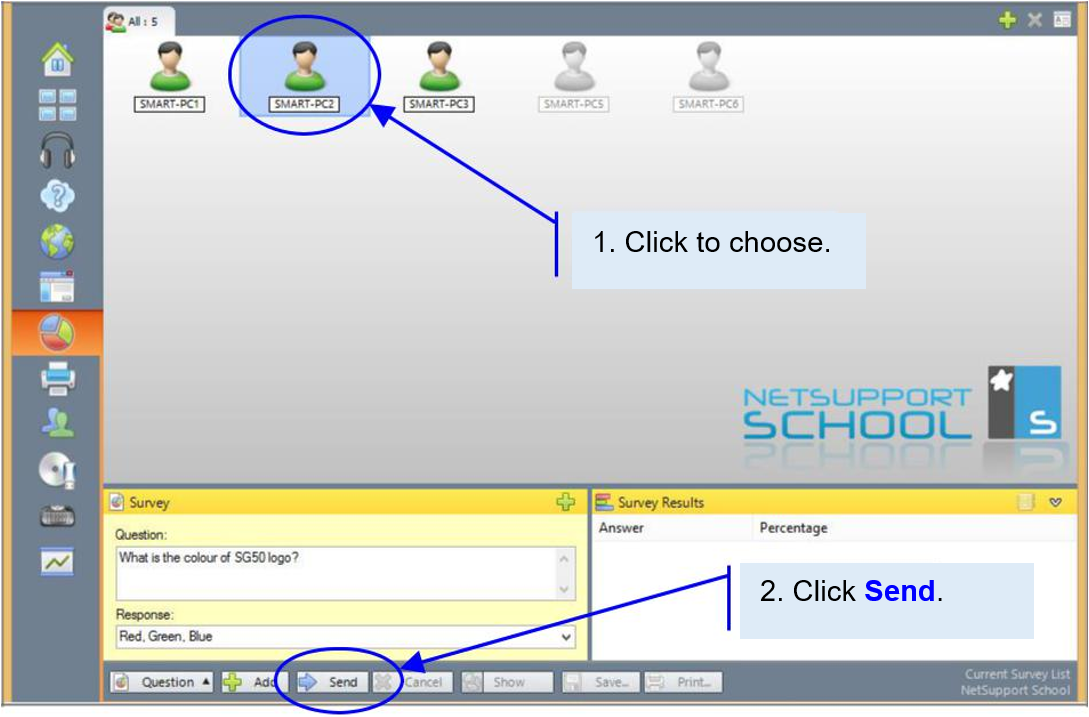 All : 5
SMART-PC1
SMART-PC2
SMART-PC3
SMART-PC5
SMART-PC6
1. Click to choose.
NETSUPPORT
SCHOOL
S
Survey
Question:
What is the colour of SG50 logo?
Response:
Red, Green, Blue
Survey Results
Answer Percentage
2. Click Send.
Question Add Send Cancel Show Save... Print...
Current Survey List
NetSupport School